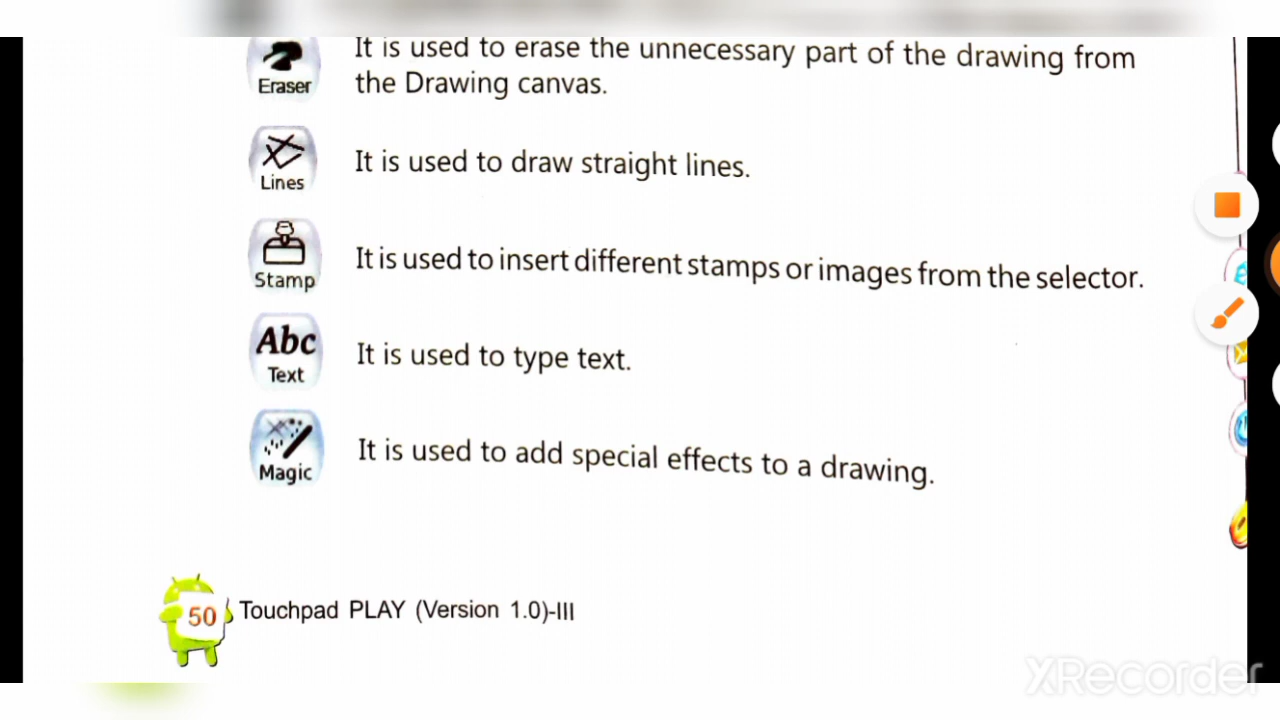 It is used to erase the unnecessary part of the drawing from
Eraser
the Drawing canvas.
It is used to draw straight lines.
Lines
It is used to insert different stamps or images from the selector.
Stamp
Abc
It is used to type text.
Text
It is used to add special effects to a drawing.
Magic
50 Touchpad PLAY (Version 1.0)-III
XRecorder